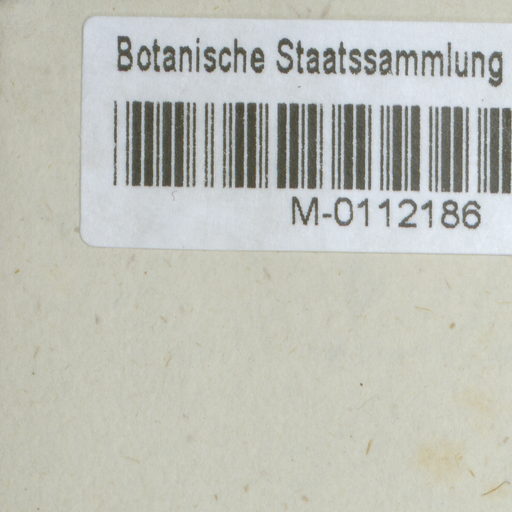 Botanische Staatssammlung
M-0112186